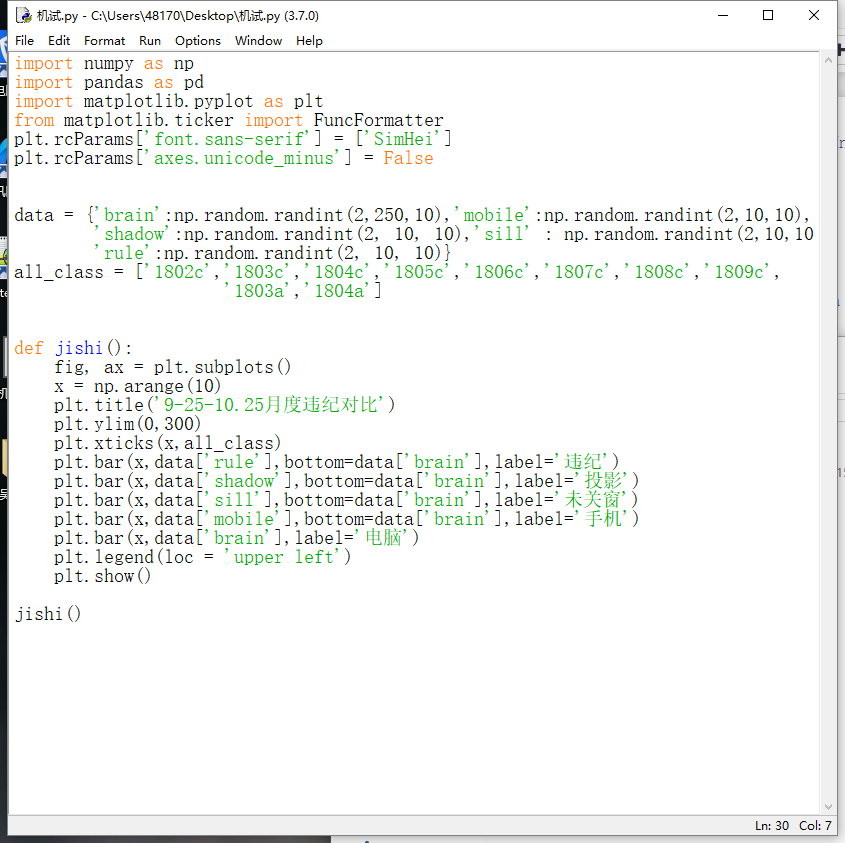 机试.py - C:\Users\48170\Desktop\机试.py (3.7.0)
File Edit Format Run Options Window Help
import numpy as np
import pandas as pd
import matplotlib.pyplot as plt
from matplotlib.ticker import FuncFormatter
plt.rcParams['font.sans-serif'] = ['SimHei']
plt.rcParams['axes.unicode_minus'] = False
data = {'brain':np.random.randint(2,250,10),'mobile':np.random.randint(2,10,10),
'shadow':np.random.randint(2, 10, 10),'sill' : np.random.randint(2,10,10
'rule':np.random.randint(2, 10, 10)}
all_class = ['1802c','1803c','1804c','1805c','1806c','1807c','1808c','1809c',
'1803a','1804a']
def jishi():
fig, ax = plt.subplots()
x = np.arange(10)
plt.title('9-25-10.25月度违纪对比')
plt.ylim(0,300)
plt.xticks(x,all_class)
plt.bar(x,data['rule'],bottom=data['brain'],label='违纪')
plt.bar(x,data['shadow'],bottom=data['brain'],label='投影')
plt.bar(x,data['sill'],bottom=data['brain'],label='未关窗')
plt.bar(x,data['mobile'],bottom=data['brain'],label='手机')
plt.bar(x,data['brain'],label='电脑')
plt.legend(loc = 'upper left')
plt.show()
jishi()
Ln: 30 Col: 7